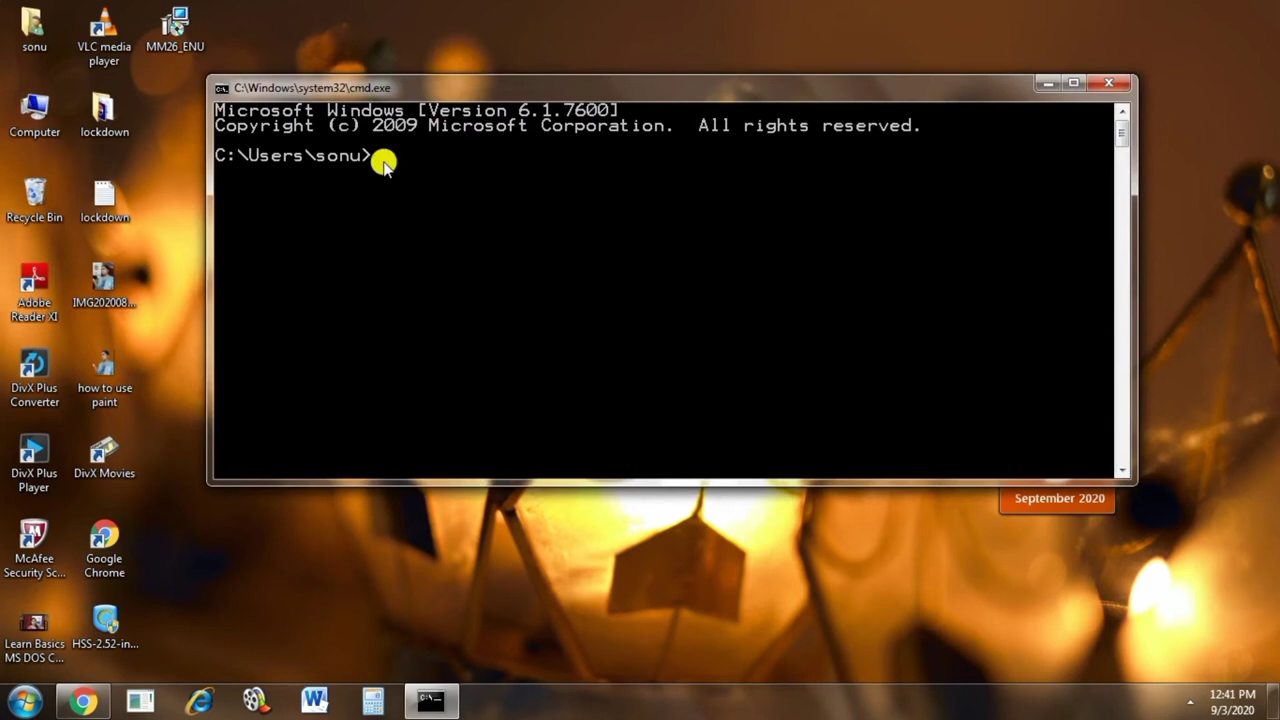 sonu
VLC media
player
MM26_ENU
Computer
lockdown
Recycle Bin
lockdown
Adobe
Reader XI
IMG202008...
DivX Plus
Converter
how to use
paint
DivX Plus
Player
DivX Movies
McAfee
Security Sc...
Google
Chrome
Learn Basics
MS DOS C...
HSS-2.52-in...
C:\Windows\system32\cmd.exe
Microsoft Windows [Version 6.1.7600]
Copyright (c) 2009 Microsoft Corporation.  All rights reserved.
C:\Users\sonu>
September 2020
12:41 PM
9/3/2020